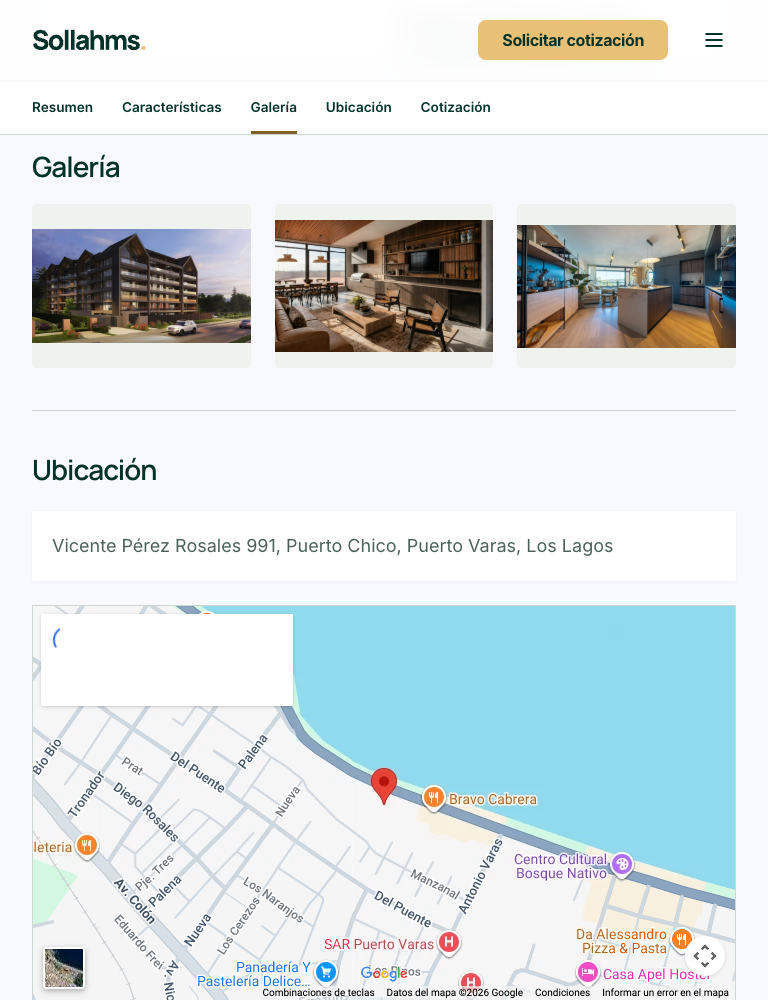 Sollahms.
Solicitar cotización
Resumen
Características
Galería
Ubicación
Cotización
Galería
Ubicación
Vicente Pérez Rosales 991, Puerto Chico, Puerto Varas, Los Lagos
Bío Bío
Prat
Tronador
Diego Rosales
Del Puente
Palena
Nueva
Bravo Cabrera
leteria
Pje-Tres
Palena
Av. Colón
Eduardo Frei
Nueva
Los Cerezos
Los Naranjos
Manzanal
Del Puente
Antonio Varas
Centro Cultural
Bosque Nativo
SAR Puerto Varas
Da Alessandro
Pizza & Pasta
Panadería Y
Pastelería Delice...
Google
Casa Apel Hostel
Combinaciones de teclas
Datos del mapa ©2026 Google
Condiciones
Informar un error en el mapa